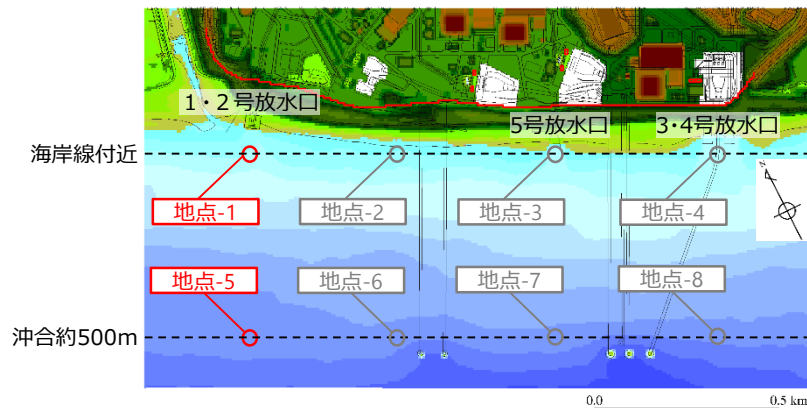 1・2号放水口
5号放水口
3・4号放水口
海岸線付近
地点-1
地点-2
地点-3
地点-4
地点-5
地点-6
地点-7
地点-8
沖合約500m
0.0
0.5 km